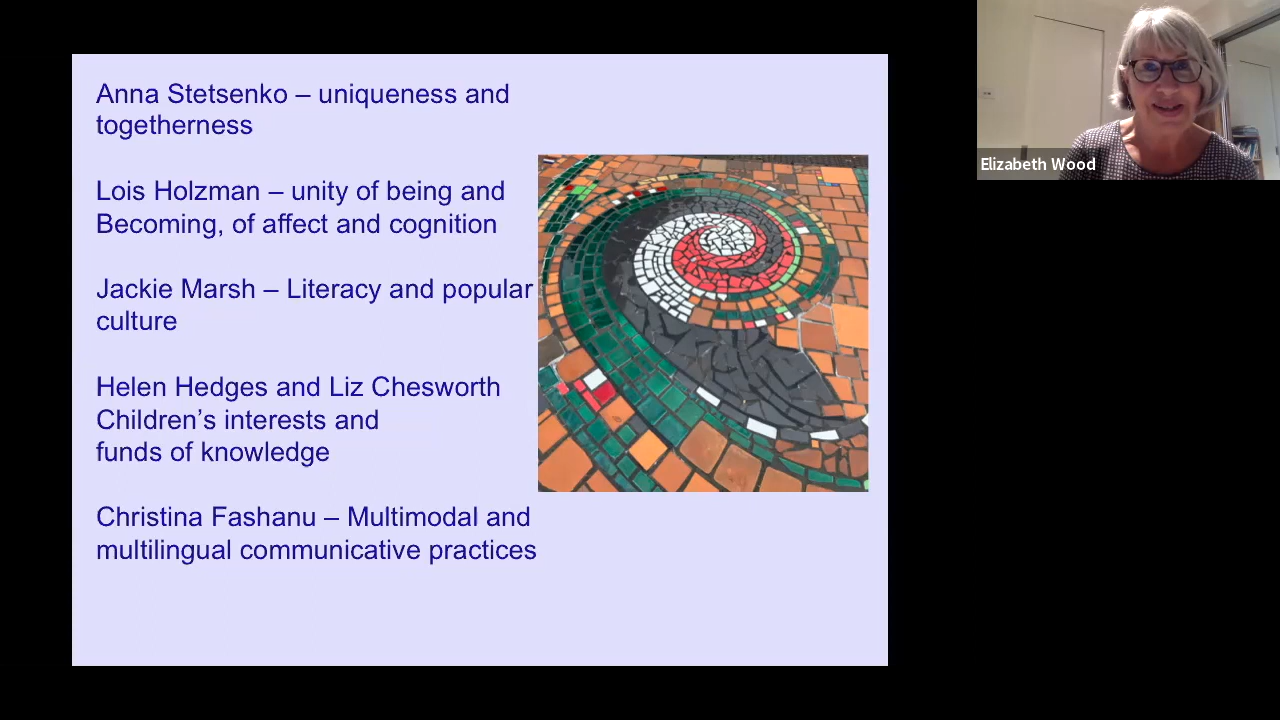 Anna Stetsenko – uniqueness and
togetherness
Lois Holzman – unity of being and
Becoming, of affect and cognition
Jackie Marsh – Literacy and popular
culture
Helen Hedges and Liz Chesworth
Children’s interests and
funds of knowledge
Christina Fashanu – Multimodal and
multilingual communicative practices
Elizabeth Wood